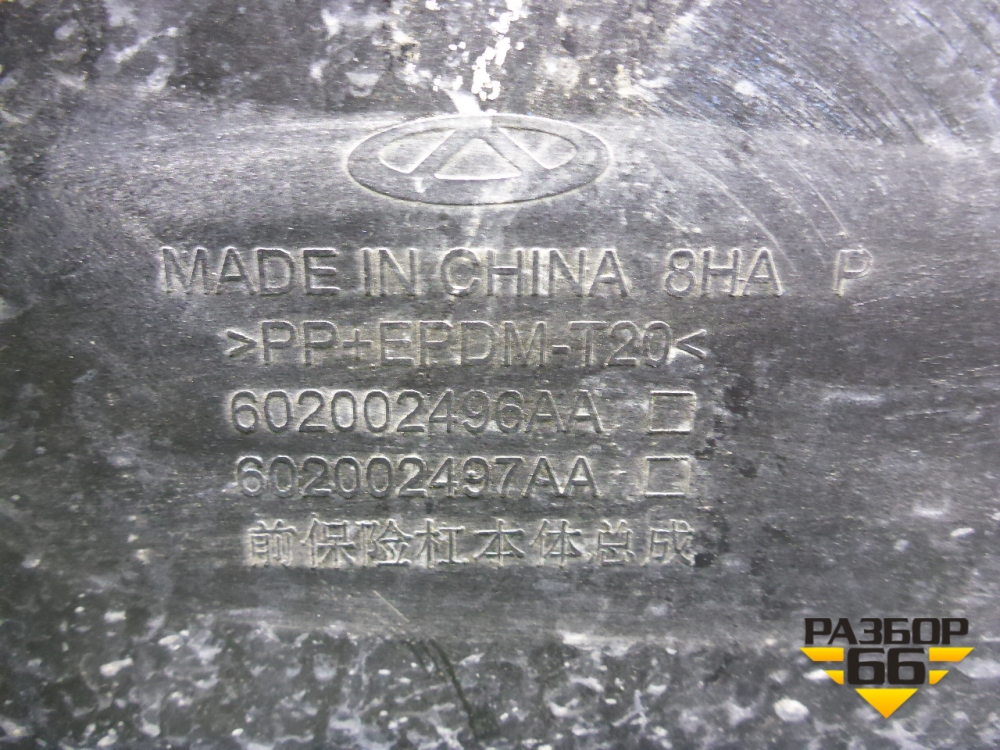 MADE IN CHINA 8HA P
>PP+EPDM-T20<
602002496AA □
602002497AA □
前保险杠本体总成
РАЗБОР
66